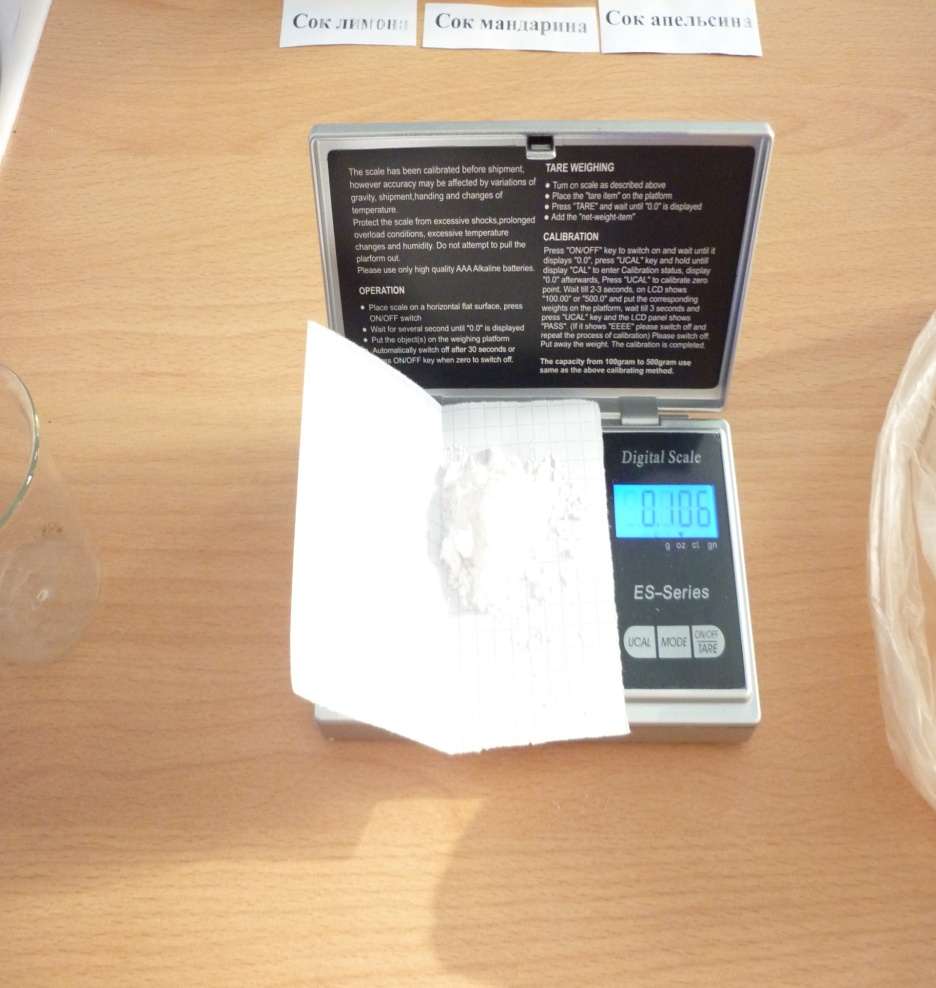 Сок лимона
Сок мандарина
Сок апельсина
The scale has been calibrated before shipment,
however accuracy may be affected by variations of
gravity, shipment,handing and changes of
temperature.
Protect the scale from excessive shocks,prolonged
overload conditions, excessive temperature
changes and humidity. Do not attempt to pull the
plarform out.
Please use only high quality AAA Alkaline batteries.
OPERATION
• Place scale on a horizontal flat surface, press
ON/OFF switch
• Wait for several second until "0.0" is displayed
• Put the object(s) on the weighing platform
• Automatically switch off after 30 seconds or
ON/OFF key when zero to switch off.
TARE WEIGHING
• Turn on scale as described above
• Place the "tare item" on the platform
• Press "TARE" and wait until "0.0" is displayed
• Add the "net-weight-item"
CALIBRATION
Press "ON/OFF" key to switch on and wait until it
displays "0.0", press "UCAL" key and hold untill
display "CAL" to enter Calibration status, display
"0.0" afterwards, Press "UCAL" to calibrate zero
point. Wait till 2-3 seconds, on LCD shows
"100.00" or "500.0" and put the corresponding
weights on the platform, wait till 3 seconds and
press "UCAL" key and the LCD panel shows
"PASS". (If it shows "EEEE" please switch off and
repeat the process of calibration) Please switch off.
Put away the weight. The calibration is completed.
The capacity from 100gram to 500gram use
same as the above calibrating method.
Digital Scale
0.106
g oz ct gn
ES-Series
UCAL MODE ON/OFF TARE